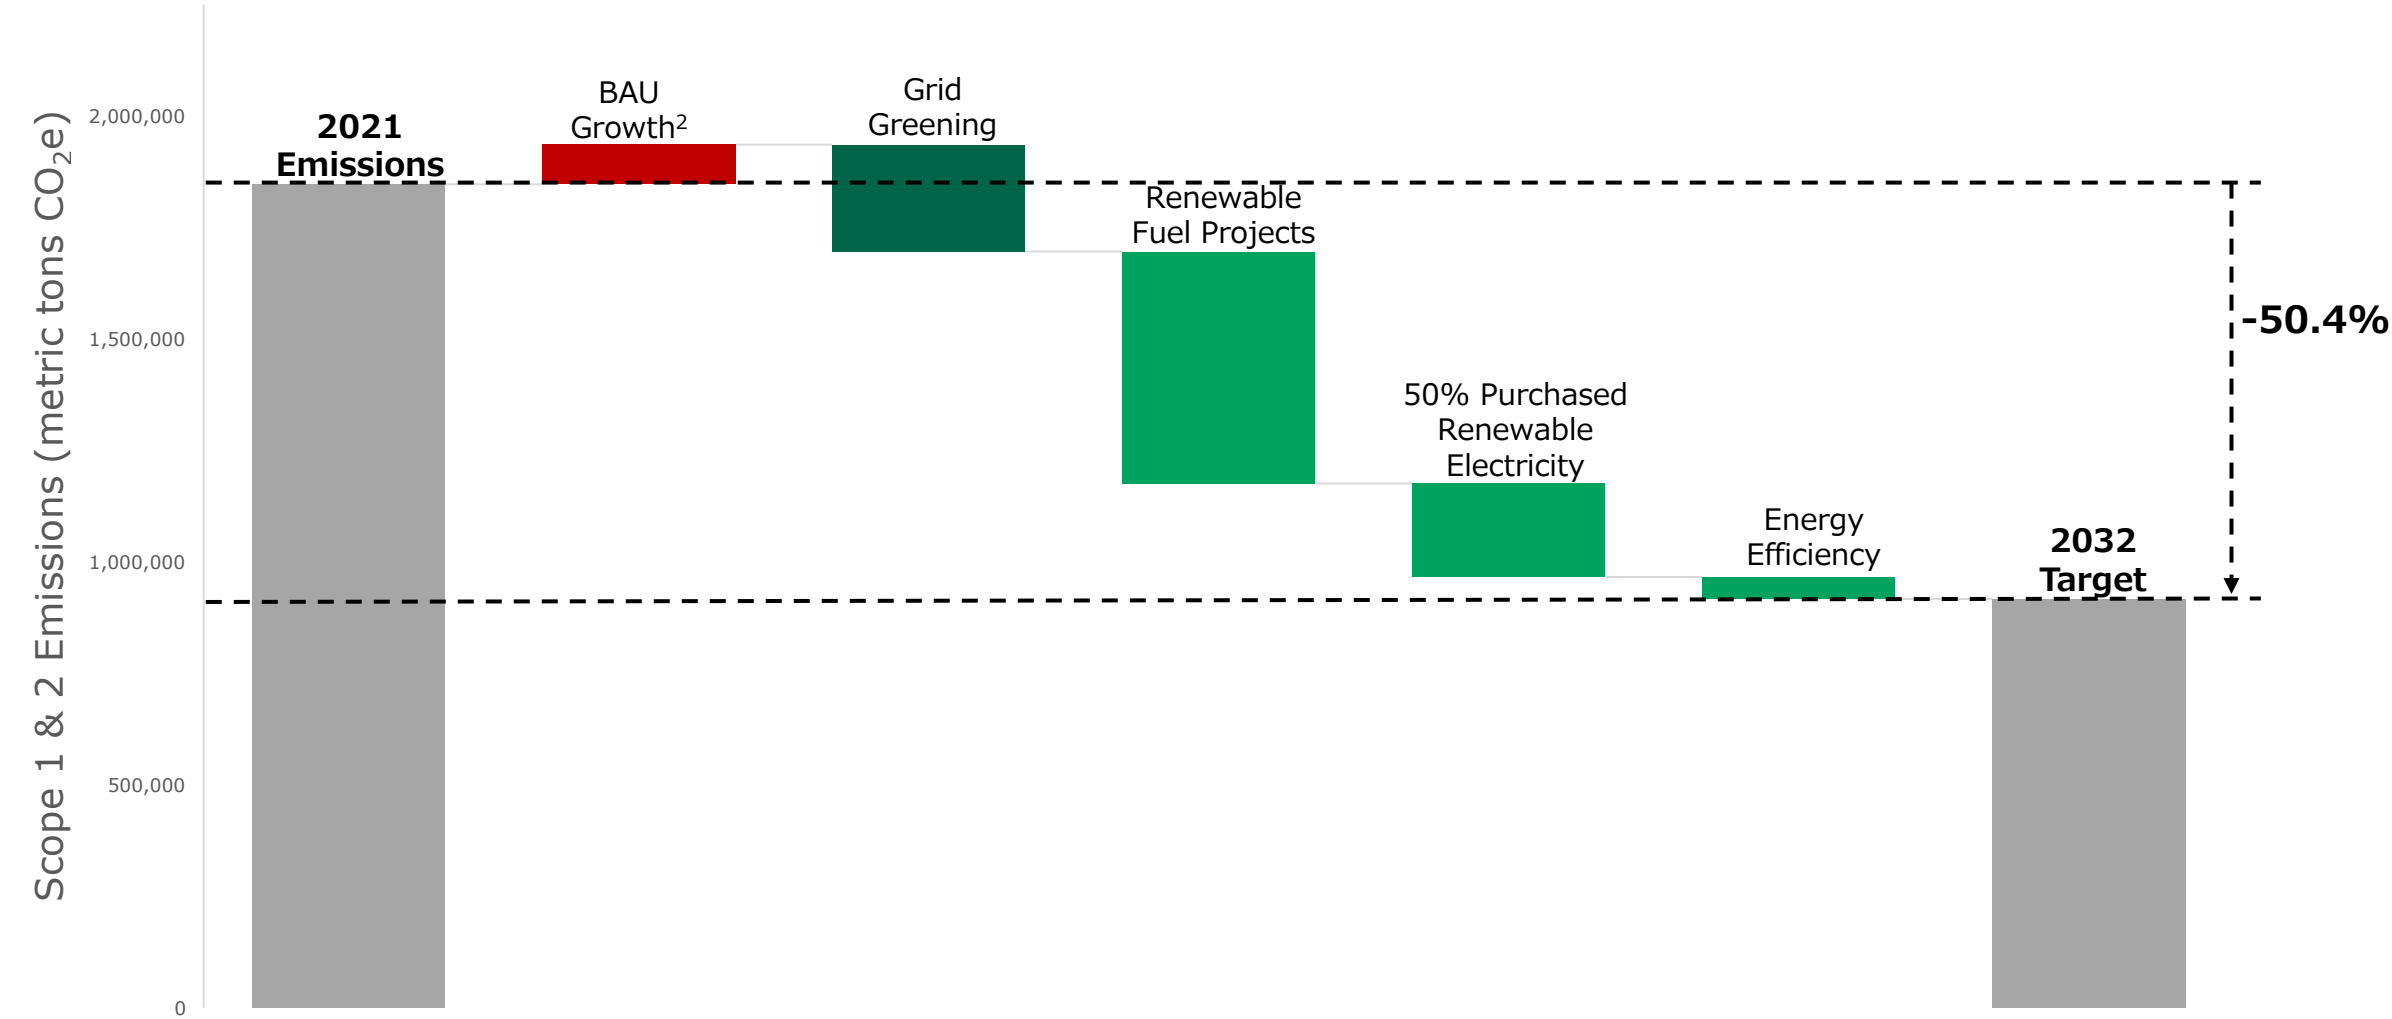 Scope 1 & 2 Emissions (metric tons CO₂e)
2,000,000
1,500,000
1,000,000
500,000
0
2021
Emissions
BAU
Growth²
Grid
Greening
Renewable
Fuel Projects
50% Purchased
Renewable
Electricity
Energy
Efficiency
2032
Target
-50.4%